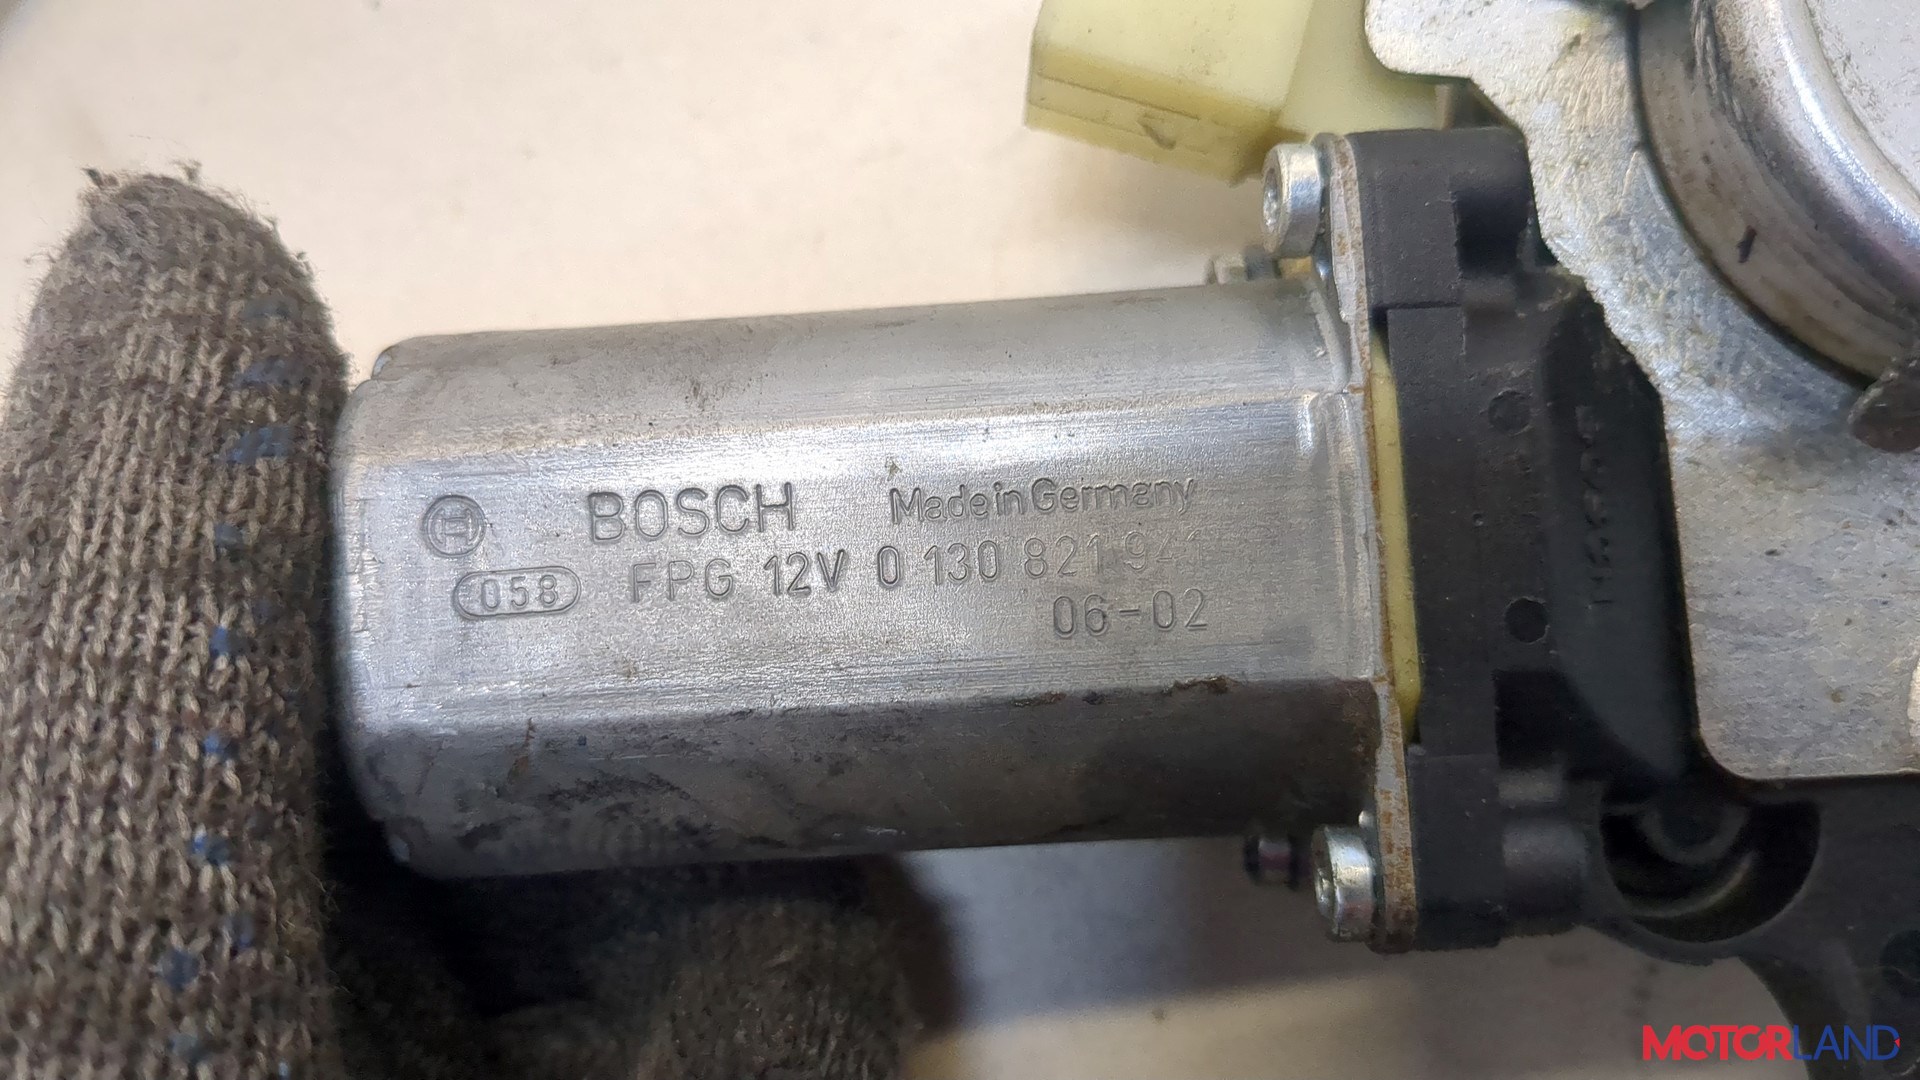 BOSCH Made in Germany
058 FPG 12V 0 130 821 941
06-02
MOTORLAND